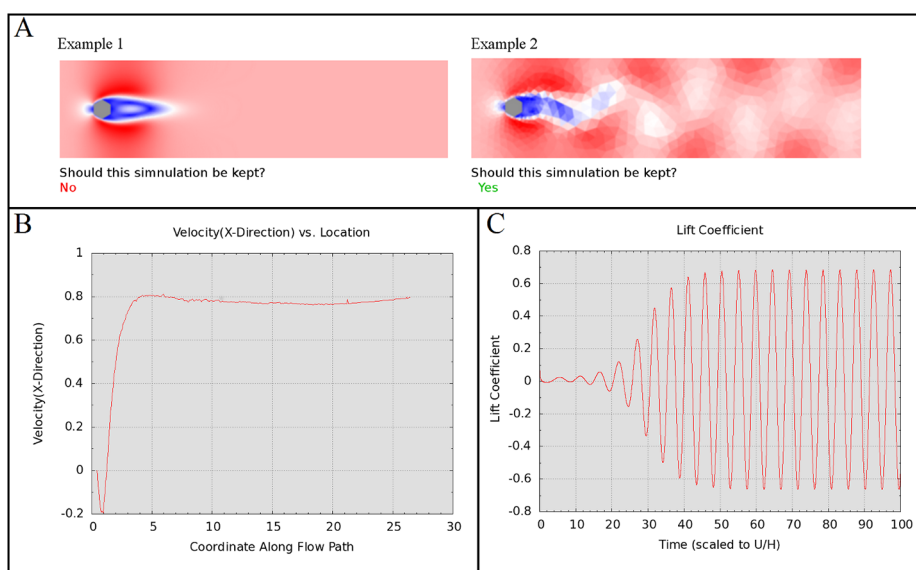 A
Example 1
Example 2
Should this simnulation be kept?
No
Should this simnulation be kept?
Yes
B
Velocity(X-Direction) vs. Location
Velocity(X-Direction)
1
0.8
0.6
0.4
0.2
0
-0.2
0 5 10 15 20 25 30
Coordinate Along Flow Path
C
Lift Coefficient
Lift Coefficient
0.8
0.6
0.4
0.2
0
-0.2
-0.4
-0.6
-0.8
0 10 20 30 40 50 60 70 80 90 100
Time (scaled to U/H)